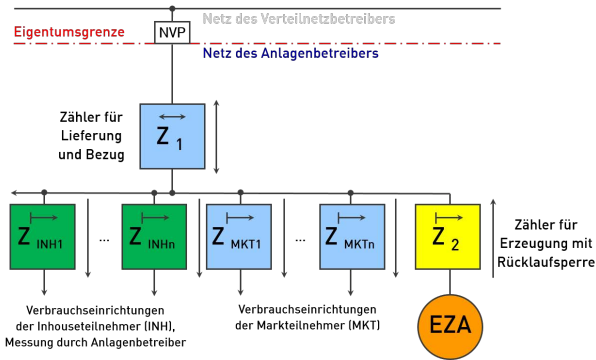 Netz des Verteilnetzbetreibers
Eigentumsgrenze
NVP
Netz des Anlagenbetreibers
Zähler für
Lieferung
und Bezug
Z 1
Z INH1
...
Z INHn
Z MKT1
...
Z MKTn
Z 2
Zähler für
Erzeugung mit
Rücklaufsperre
Verbrauchseinrichtungen
der Inhouseteilnehmer (INH),
Messung durch Anlagenbetreiber
Verbrauchseinrichtungen
der Markteilnehmer (MKT)
EZA